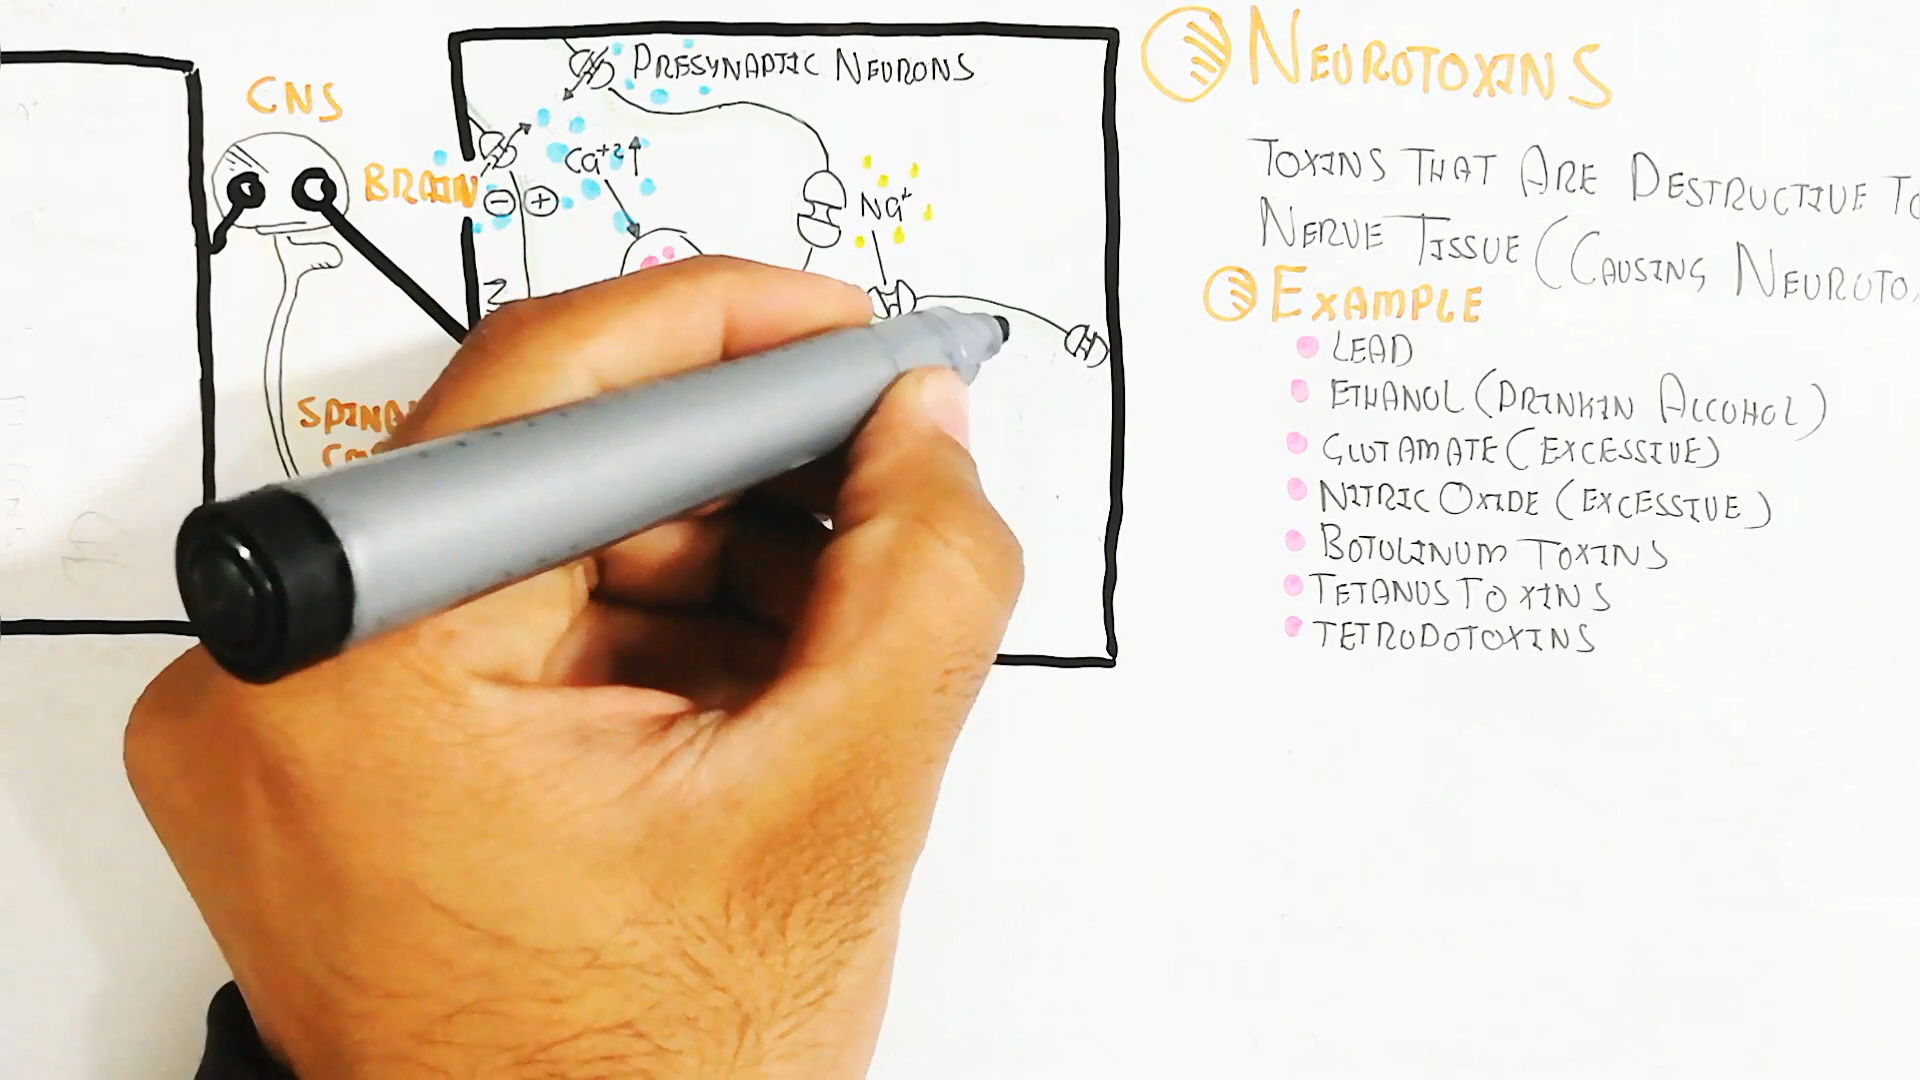 CNS
BRAIN
SPINA
PRESYNAPTIC NEURONS
Ca+2↑
− +
Na+
NEUROTOXINS
TOXINS THAT ARE DESTRUCTIVE TO
NERVE TISSUE (CAUSING NEUROTO
EXAMPLE
LEAD
ETHANOL (DRINKIN ALCOHOL)
GLUTAMATE (EXCESSIVE)
NITRIC OXIDE (EXCESSIVE)
BOTULINUM TOXINS
TETANUS TOXINS
TETRODOTOXINS